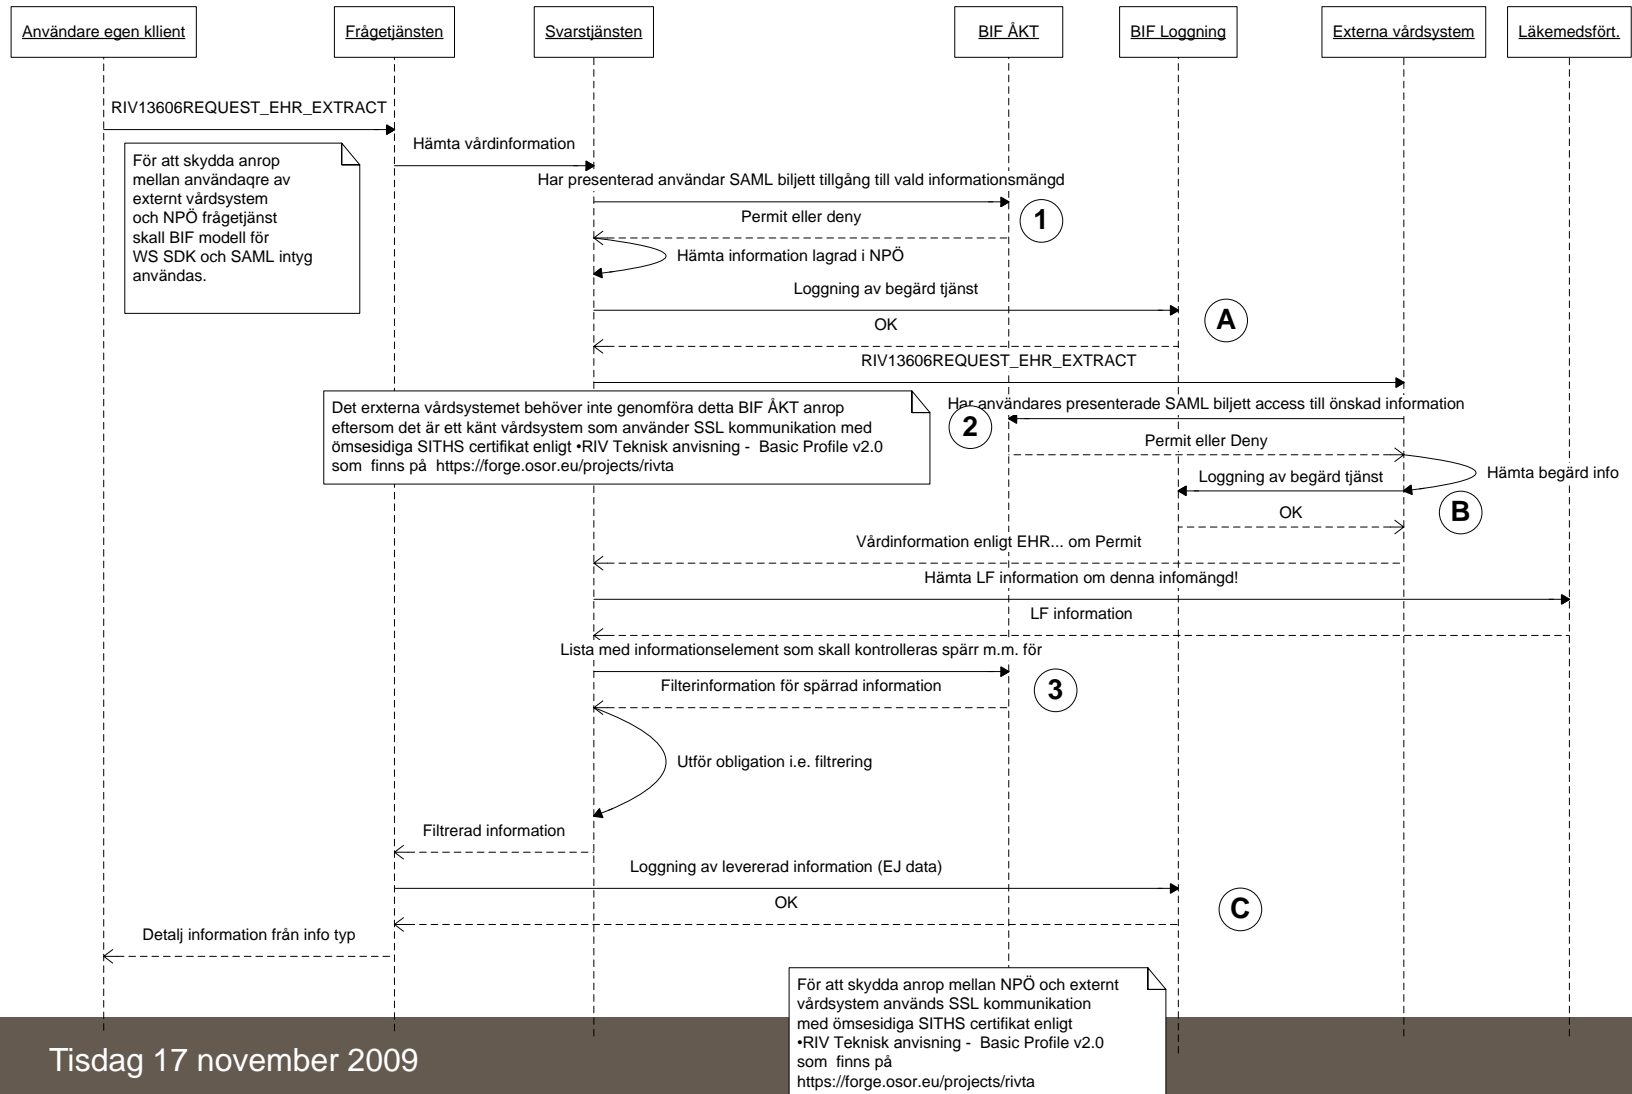 Användare egen kllient
Frågetjänsten
Svarstjänsten
BIF ÅKT
BIF Loggning
Externa vårdsystem
Läkemedsfört.
RIV13606REQUEST_EHR_EXTRACT
För att skydda anrop
mellan användaqre av
externt vårdsystem
och NPÖ frågetjänst
skall BIF modell för
WS SDK och SAML intyg
användas.
Hämta vårdinformation
Har presenterad användar SAML biljett tillgång till vald informationsmängd
1
Permit eller deny
Hämta information lagrad i NPÖ
Loggning av begärd tjänst
A
OK
RIV13606REQUEST_EHR_EXTRACT
Det erxterna vårdsystemet behöver inte genomföra detta BIF ÅKT anrop
eftersom det är ett känt vårdsystem som använder SSL kommunikation med
ömsesidiga SITHS certifikat enligt •RIV Teknisk anvisning - Basic Profile v2.0
som finns på https://forge.osor.eu/projects/rivta
Har användares presenterade SAML biljett access till önskad information
2
Permit eller Deny
Hämta begärd info
Loggning av begärd tjänst
B
OK
Vårdinformation enligt EHR... om Permit
Hämta LF information om denna infomängd!
LF information
Lista med informationselement som skall kontrolleras spärr m.m. för
3
Filterinformation för spärrad information
Utför obligation i.e. filtrering
Filtrerad information
Loggning av levererad information (EJ data)
OK
C
Detalj information från info typ
För att skydda anrop mellan NPÖ och externt
vårdsystem används SSL kommunikation
med ömsesidiga SITHS certifikat enligt
•RIV Teknisk anvisning - Basic Profile v2.0
som finns på
https://forge.osor.eu/projects/rivta
Tisdag 17 november 2009